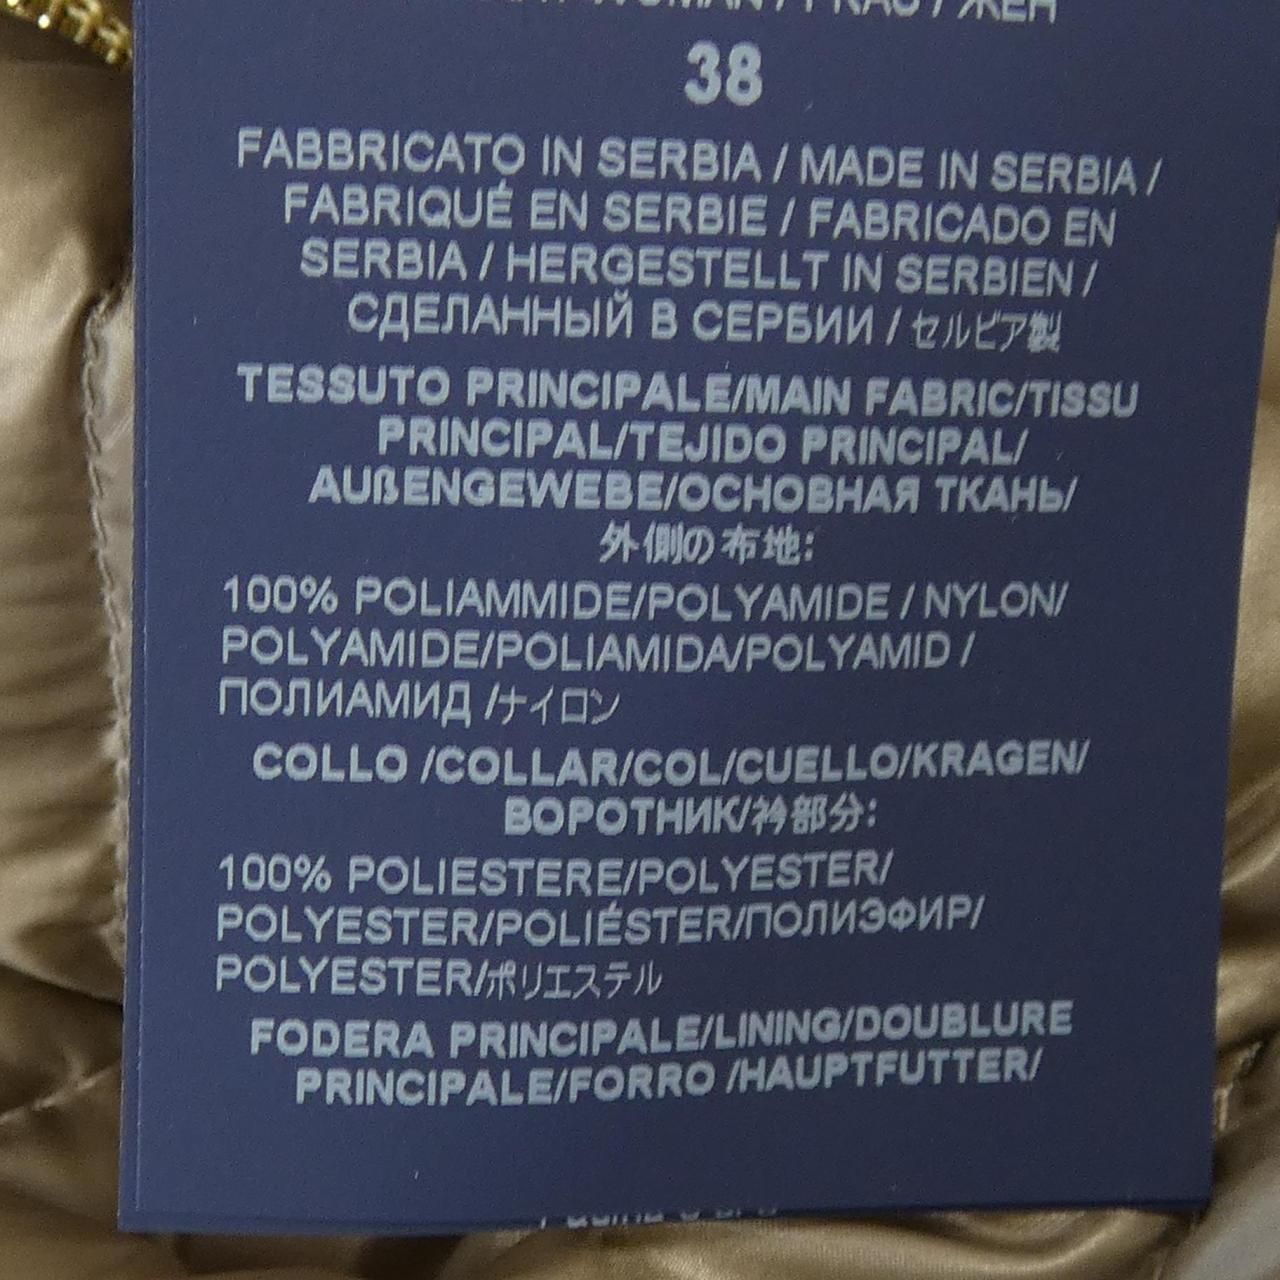 WOMAN / FRAU / ЖЕН
38
FABBRICATO IN SERBIA / MADE IN SERBIA /
FABRIQUÉ EN SERBIE / FABRICADO EN
SERBIA / HERGESTELLT IN SERBIEN /
СДЕЛАННЫЙ В СЕРБИИ / セルビア製
TESSUTO PRINCIPALE/MAIN FABRIC/TISSU
PRINCIPAL/TEJIDO PRINCIPAL/
AUßENGEWEBE/ОСНОВНАЯ ТКАНЬ/
外側の布地:
100% POLIAMMIDE/POLYAMIDE / NYLON/
POLYAMIDE/POLIAMIDA/POLYAMID /
ПОЛИАМИД /ナイロン
COLLO /COLLAR/COL/CUELLO/KRAGEN/
ВОРОТНИК/衿部分:
100% POLIESTERE/POLYESTER/
POLYESTER/POLIÉSTER/ПОЛИЭФИР/
POLYESTER/ポリエステル
FODERA PRINCIPALE/LINING/DOUBLURE
PRINCIPALE/FORRO /HAUPTFUTTER/